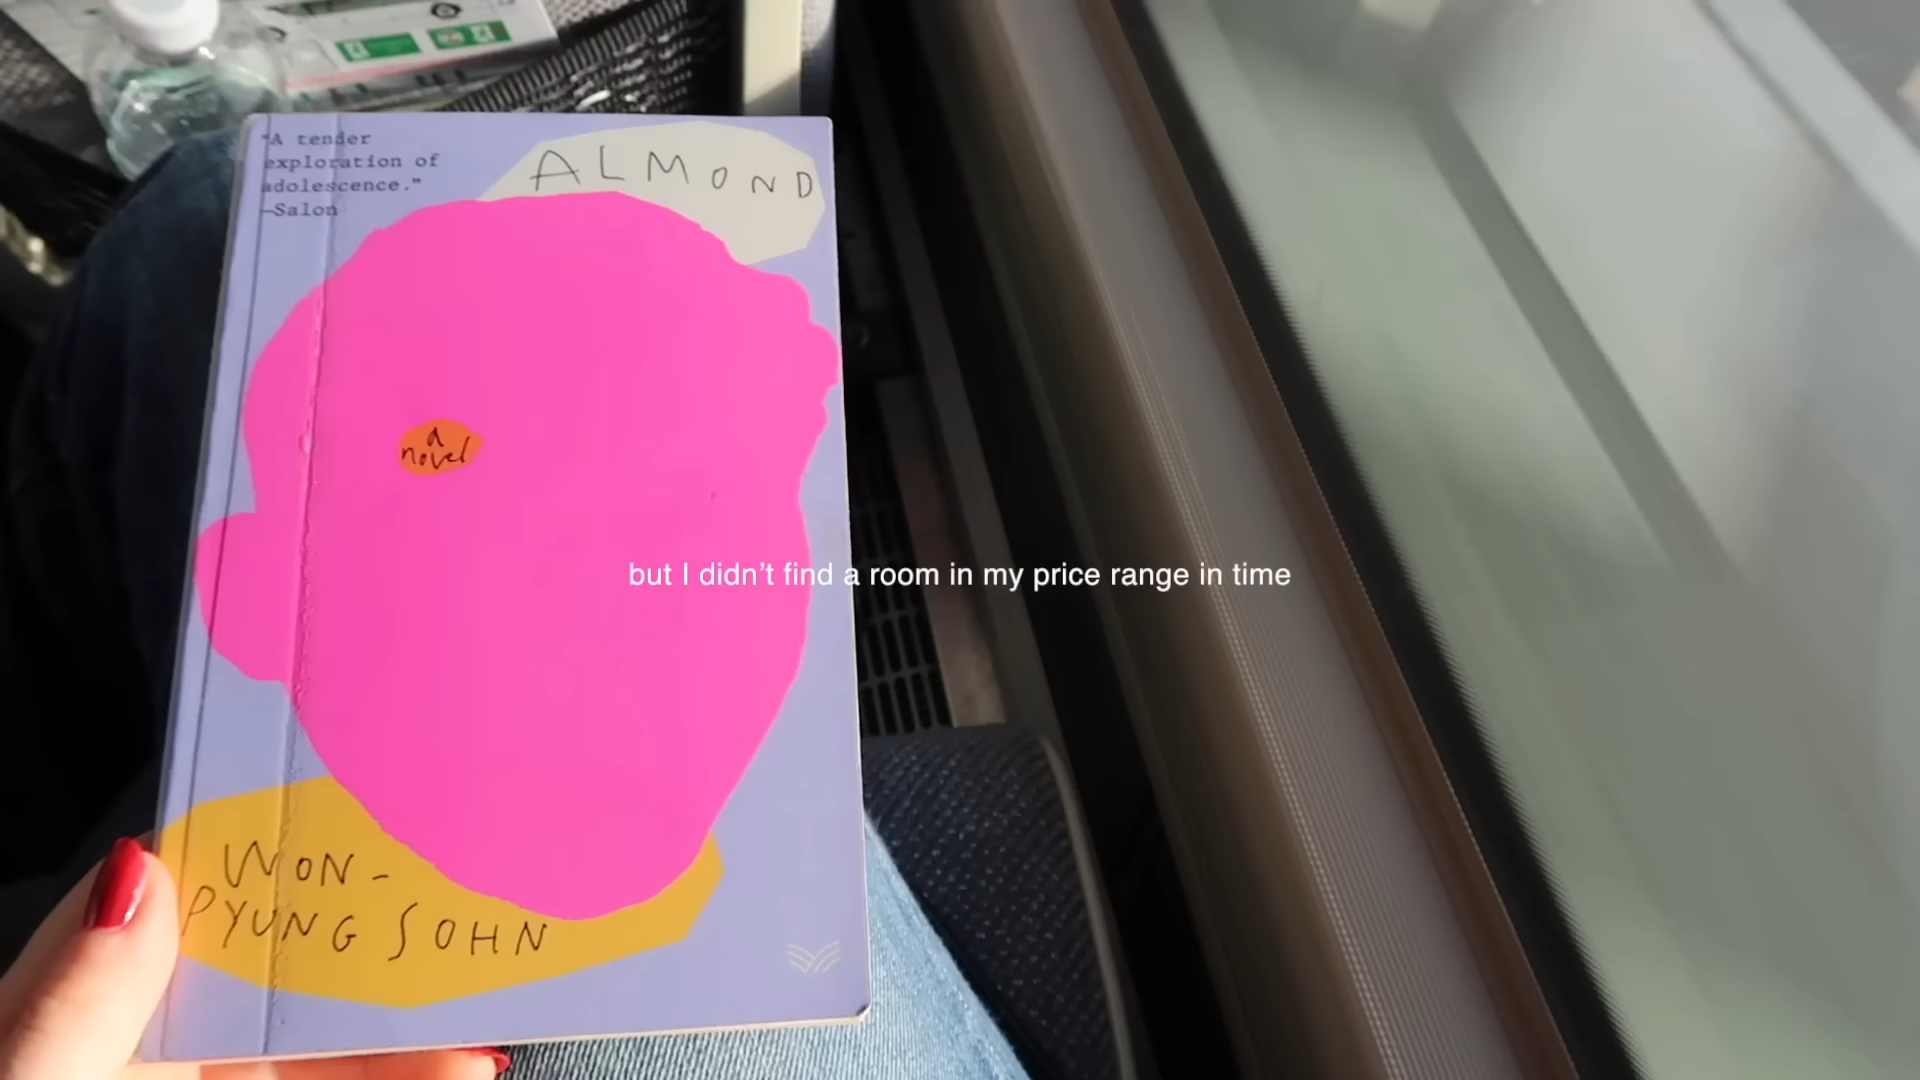 "A tender
exploration of
adolescence."
—Salon
ALMOND
a
novel
but I didn't find a room in my price range in time
WON-
PYUNG SOHN